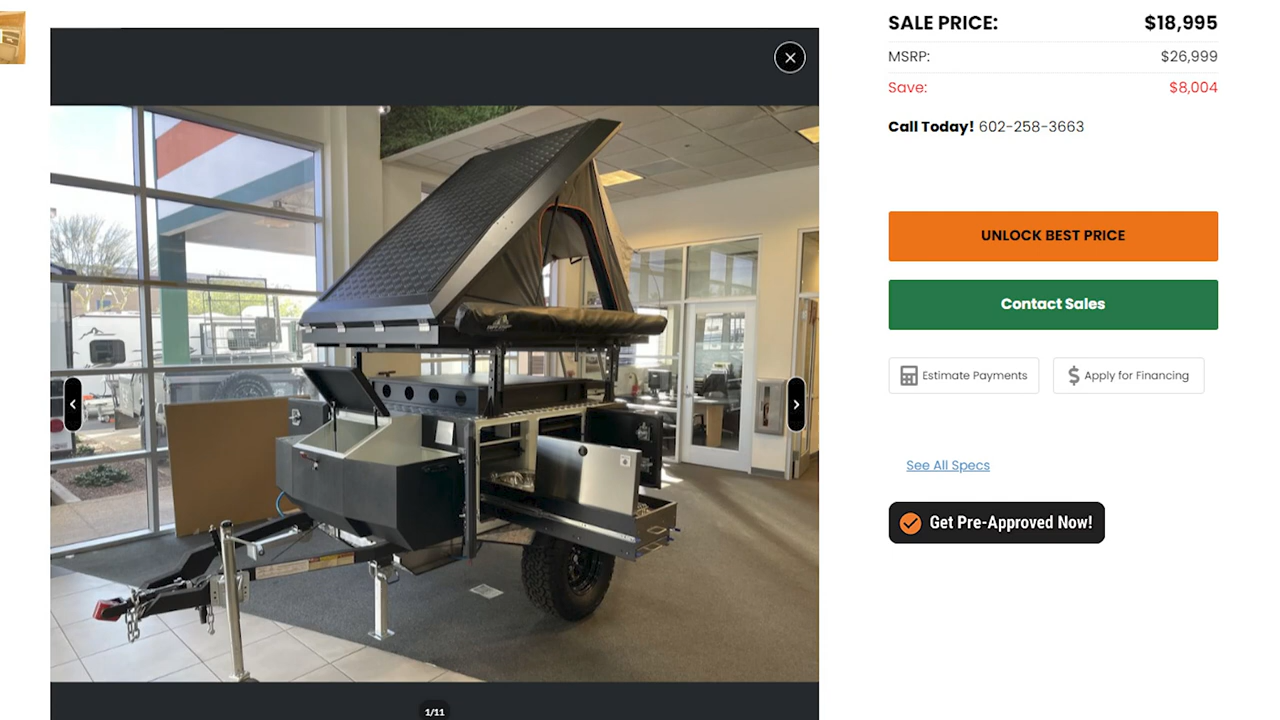 SALE PRICE: $18,995
MSRP: $26,999
Save: $8,004
Call Today! 602-258-3663
UNLOCK BEST PRICE
Contact Sales
Estimate Payments
Apply for Financing
See All Specs
Get Pre-Approved Now!
1/11